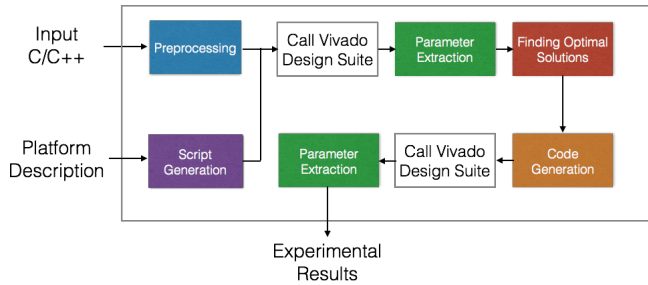 Input
C/C++
Preprocessing
Call Vivado
Design Suite
Parameter
Extraction
Finding Optimal
Solutions
Platform
Description
Script
Generation
Parameter
Extraction
Call Vivado
Design Suite
Code
Generation
Experimental
Results